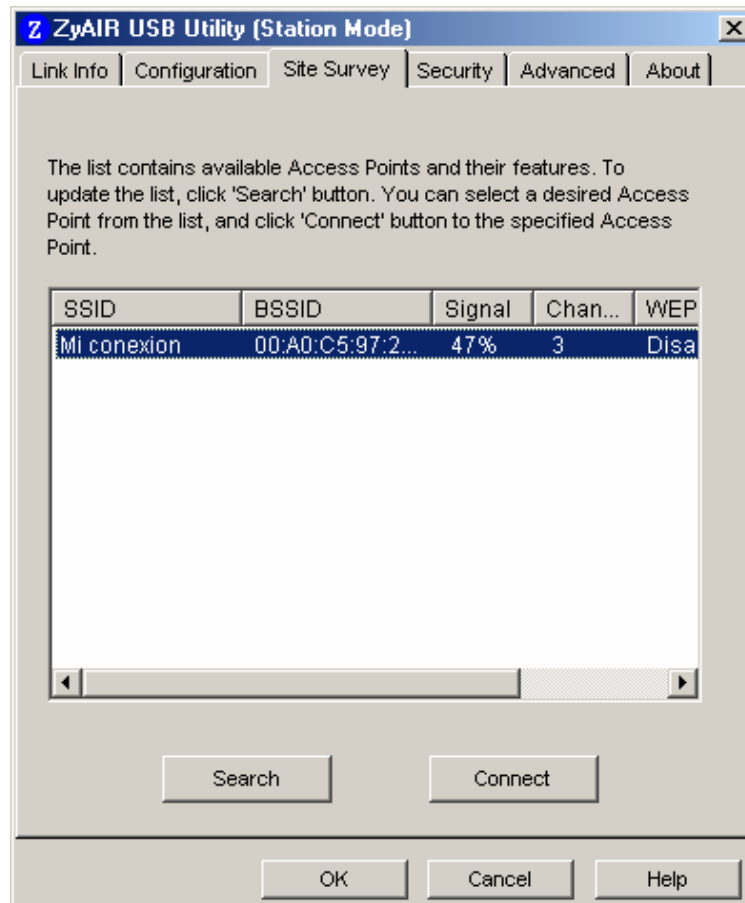 Z ZyAIR USB Utility (Station Mode)
Link Info Configuration Site Survey Security Advanced About
The list contains available Access Points and their features. To
update the list, click 'Search' button. You can select a desired Access
Point from the list, and click 'Connect' button to the specified Access
Point.
SSID BSSID Signal Chan... WEP
Mi conexion 00:A0:C5:97:2... 47% 3 Disa
Search Connect
OK Cancel Help